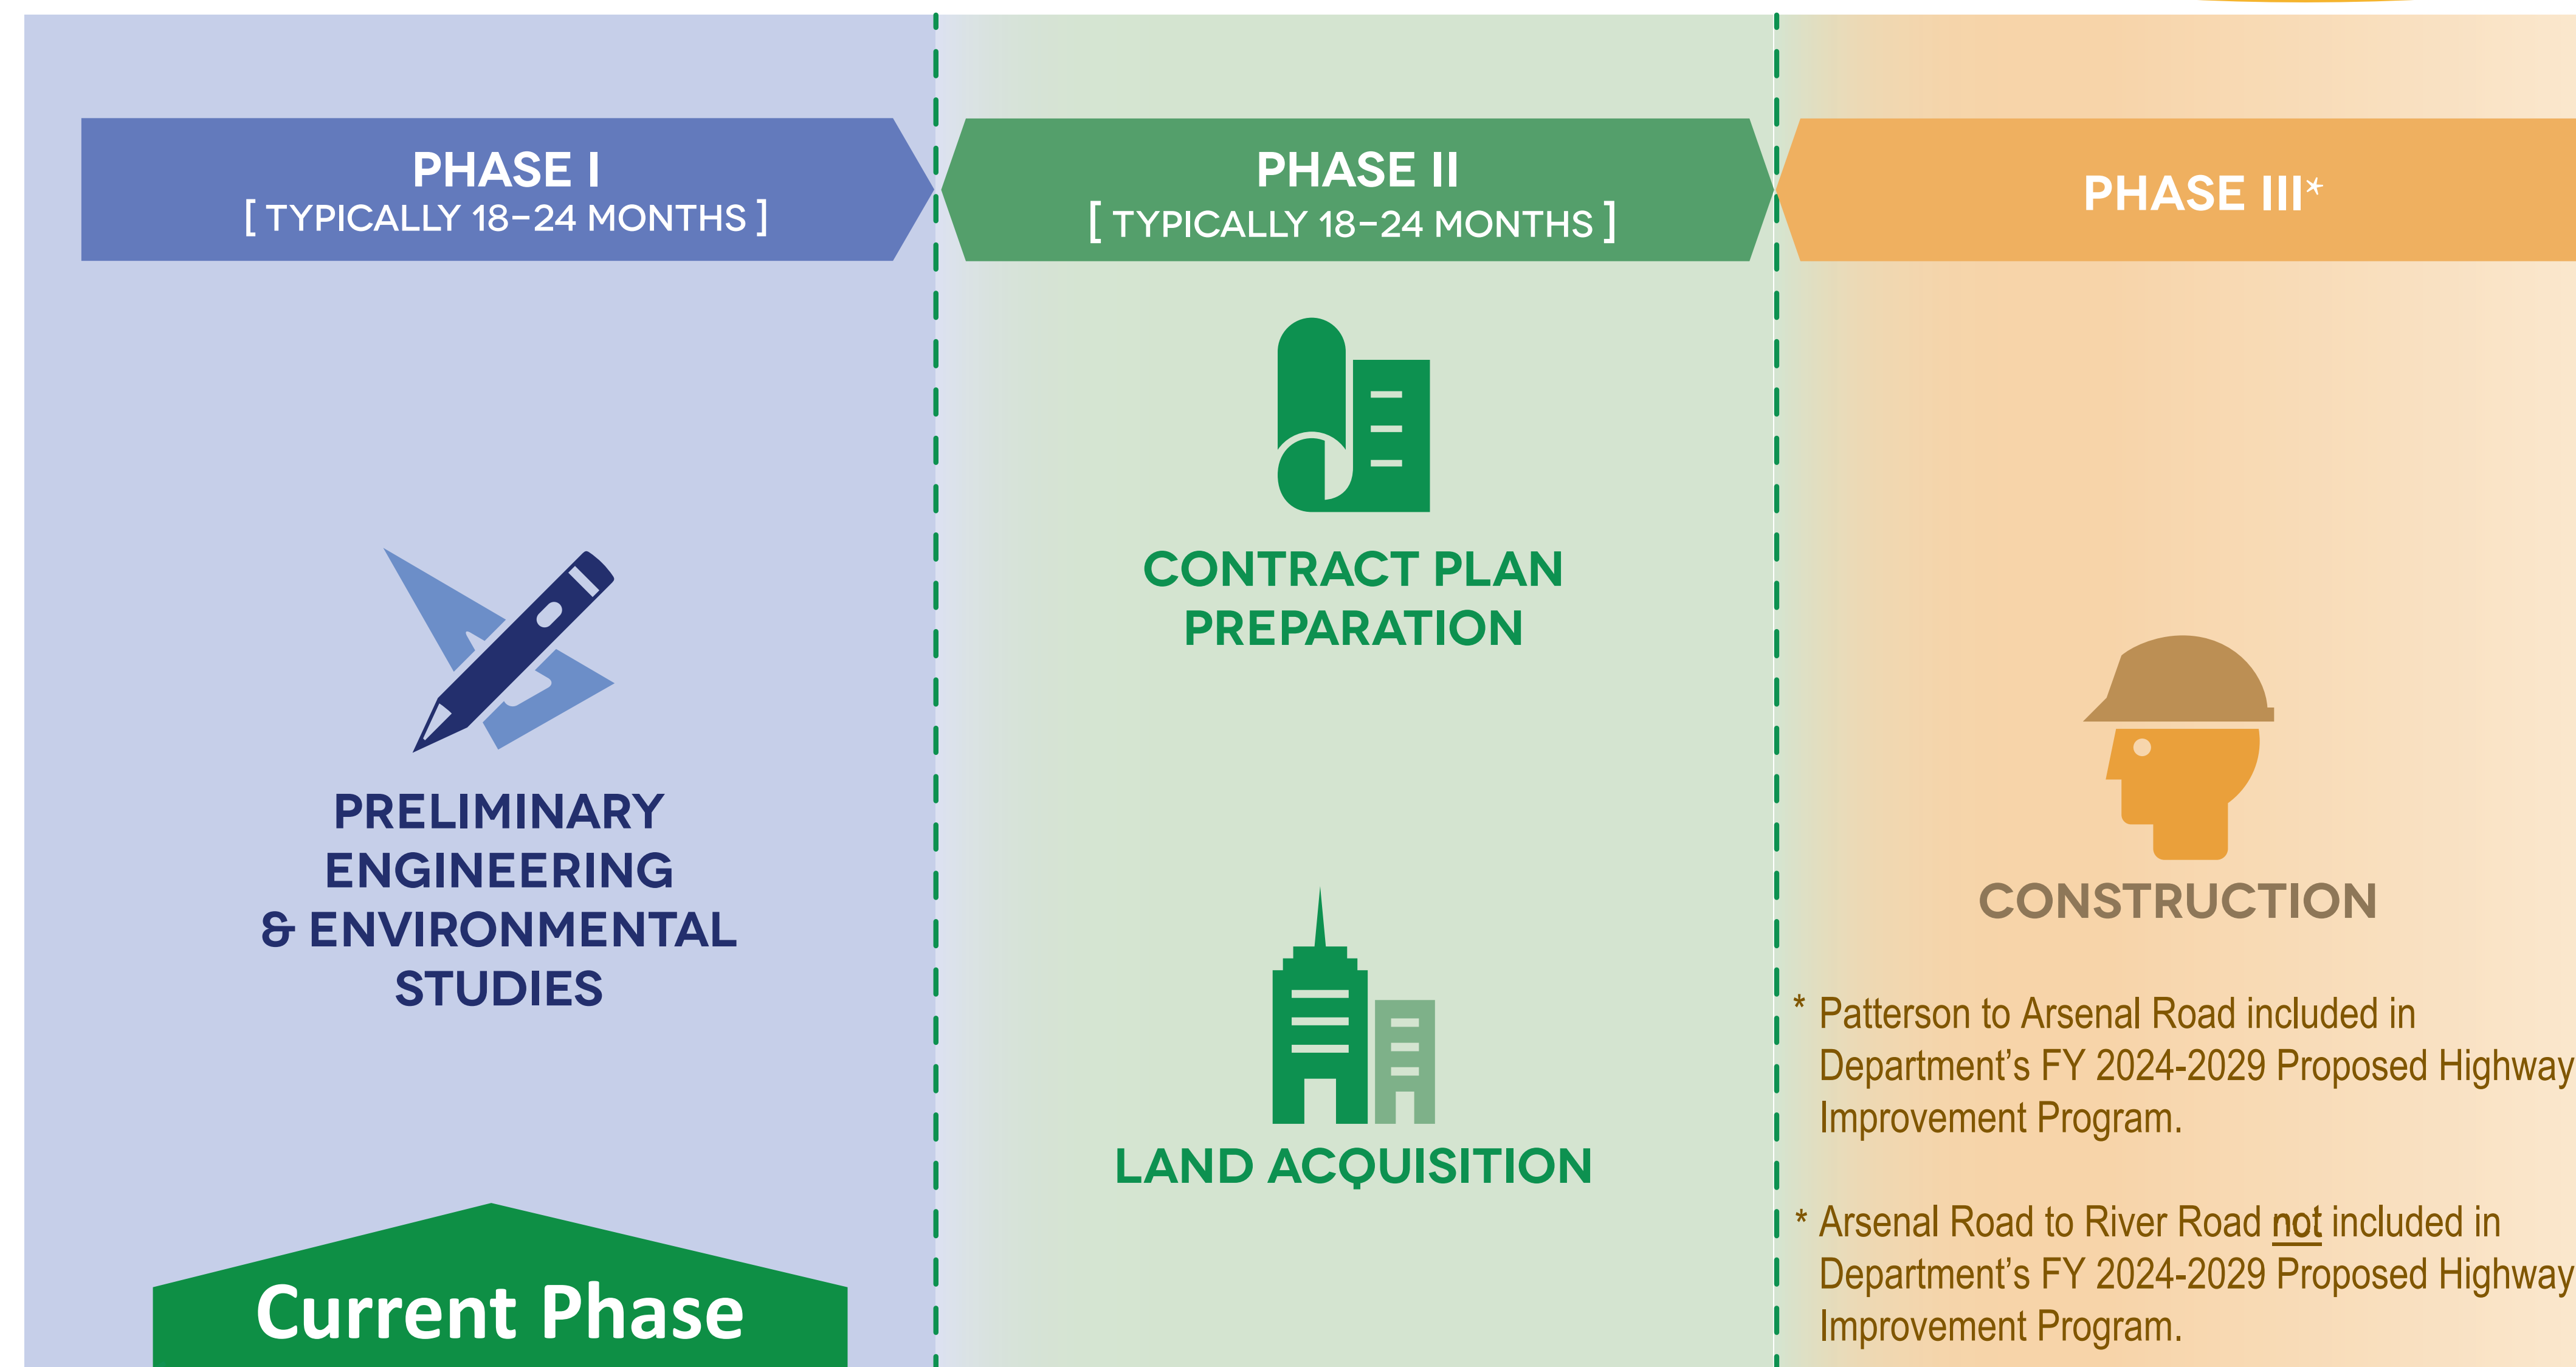 PHASE I
[ TYPICALLY 18–24 MONTHS ]
PRELIMINARY
ENGINEERING
& ENVIRONMENTAL
STUDIES
Current Phase
PHASE II
[ TYPICALLY 18–24 MONTHS ]
CONTRACT PLAN
PREPARATION
LAND ACQUISITION
PHASE III*
CONSTRUCTION
* Patterson to Arsenal Road included in
Department’s FY 2024-2029 Proposed Highway
Improvement Program.
* Arsenal Road to River Road not included in
Department’s FY 2024-2029 Proposed Highway
Improvement Program.